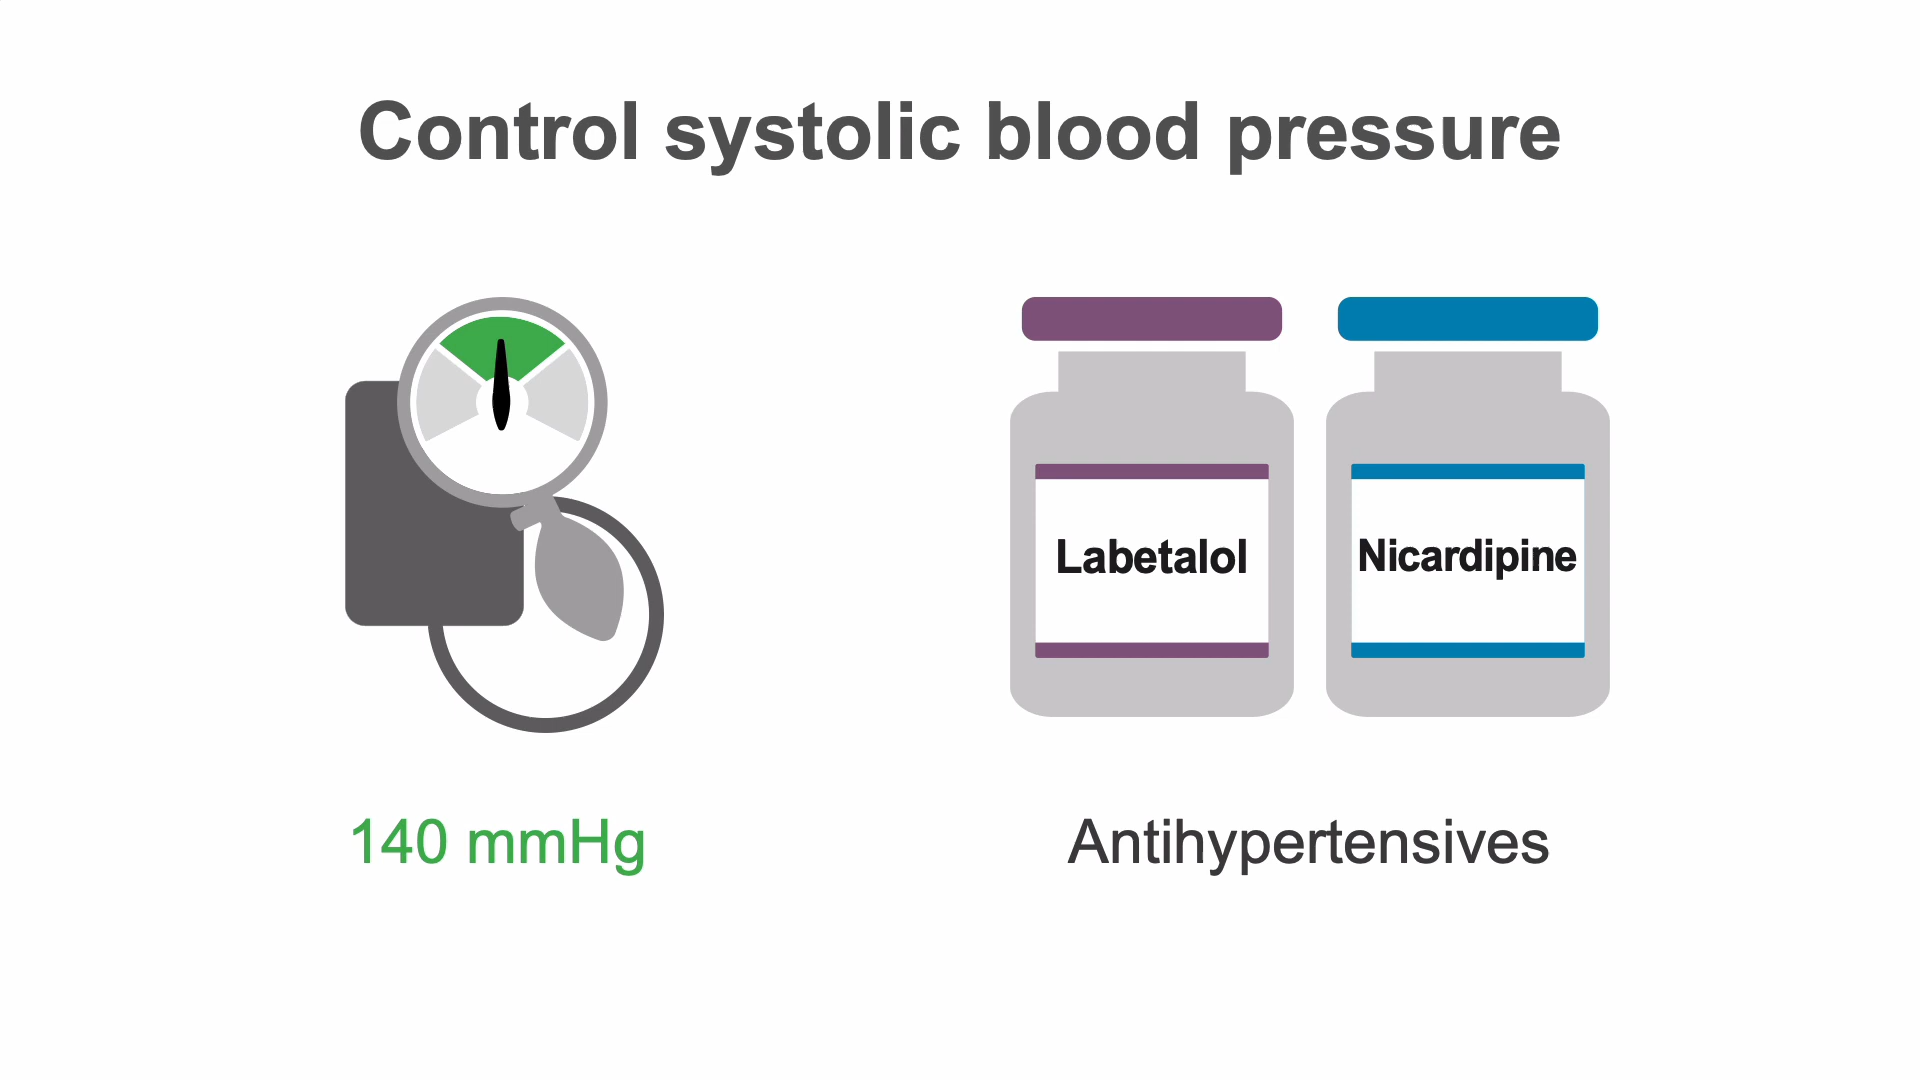 Control systolic blood pressure
Labetalol
Nicardipine
140 mmHg
Antihypertensives